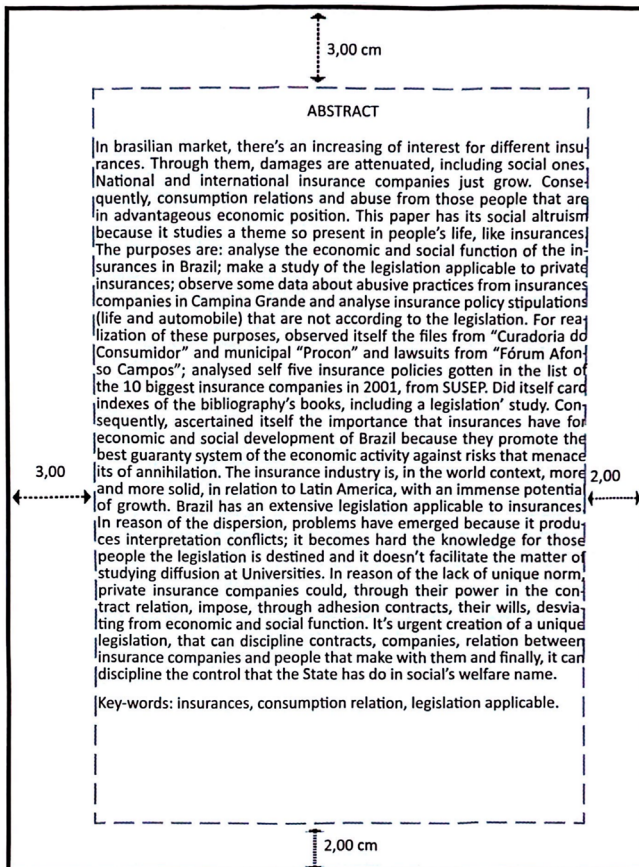 3,00 cm
ABSTRACT
In brasilian market, there's an increasing of interest for different insu-
rances. Through them, damages are attenuated, including social ones.
National and international insurance companies just grow. Conse-
quently, consumption relations and abuse from those people that are
in advantageous economic position. This paper has its social altruism
because it studies a theme so present in people's life, like insurances.
The purposes are: analyse the economic and social function of the in-
surances in Brazil; make a study of the legislation applicable to private
insurances; observe some data about abusive practices from insurances
companies in Campina Grande and analyse insurance policy stipulations
(life and automobile) that are not according to the legislation. For rea-
lization of these purposes, observed itself the files from "Curadoria do
Consumidor" and municipal "Procon" and lawsuits from "Fórum Afon-
so Campos"; analysed self five insurance policies gotten in the list of
the 10 biggest insurance companies in 2001, from SUSEP. Did itself card
indexes of the bibliography's books, including a legislation' study. Con-
sequently, ascertained itself the importance that insurances have for
economic and social development of Brazil because they promote the
best guaranty system of the economic activity against risks that menace
its of annihilation. The insurance industry is, in the world context, more
and more solid, in relation to Latin America, with an immense potential
of growth. Brazil has an extensive legislation applicable to insurances.
In reason of the dispersion, problems have emerged because it produ-
ces interpretation conflicts; it becomes hard the knowledge for those
people the legislation is destined and it doesn't facilitate the matter of
studying diffusion at Universities. In reason of the lack of unique norm,
private insurance companies could, through their power in the con-
tract relation, impose, through adhesion contracts, their wills, desvia-
ting from economic and social function. It's urgent creation of a unique
legislation, that can discipline contracts, companies, relation between
insurance companies and people that make with them and finally, it can
discipline the control that the State has do in social's welfare name.
Key-words: insurances, consumption relation, legislation applicable.
3,00
2,00
2,00 cm